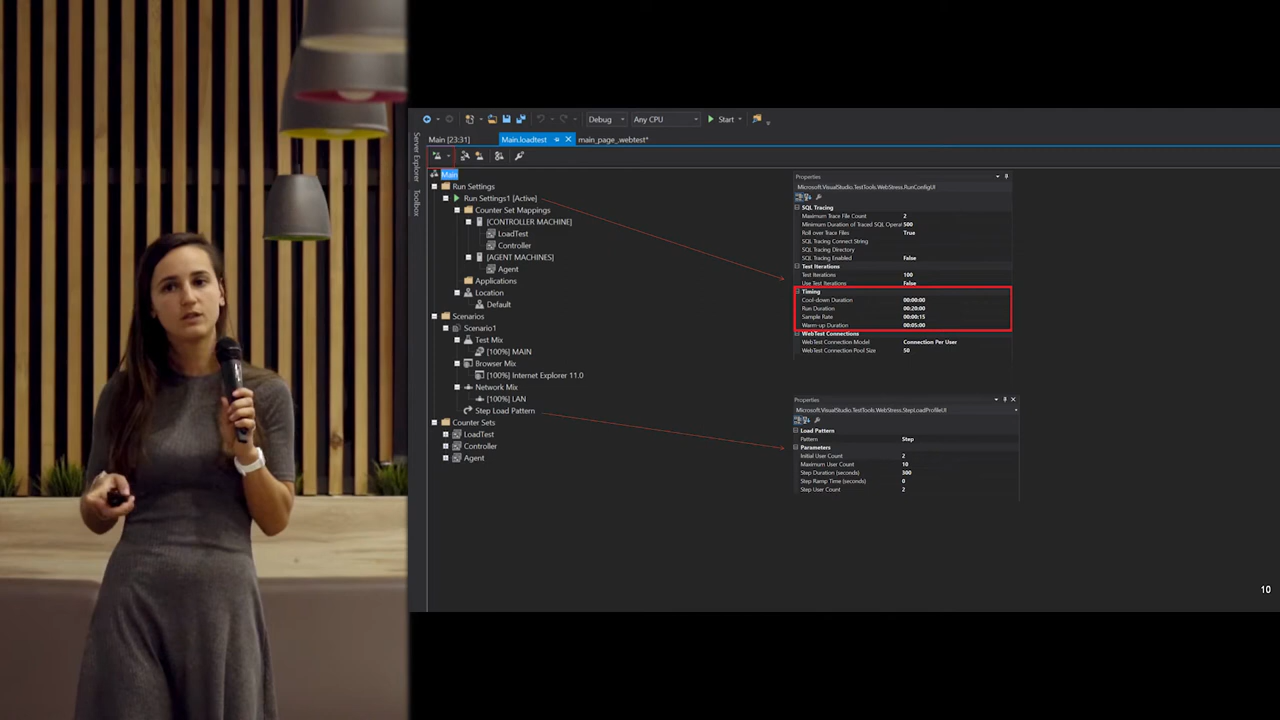 Debug
Any CPU
Start
Server Explorer
Toolbox
Main [23:31]
Main.loadtest
main_page_webtest*
Main
Run Settings
Run Settings1 [Active]
Counter Set Mappings
[CONTROLLER MACHINE]
LoadTest
Controller
[AGENT MACHINES]
Agent
Applications
Location
Default
Scenarios
Scenario1
Test Mix
[100%] MAIN
Browser Mix
[100%] Internet Explorer 11.0
Network Mix
[100%] LAN
Step Load Pattern
Counter Sets
LoadTest
Controller
Agent
Properties
Microsoft.VisualStudio.TestTools.WebStress.RunConfigUI
SQL Tracing
Maximum Trace File Count 2
Minimum Duration of Traced SQL Operat 500
Roll over Trace Files True
SQL Tracing Connect String
SQL Tracing Directory
SQL Tracing Enabled False
Test Iterations
Test Iterations 100
Use Test Iterations False
Timing
Cool-down Duration 00:00:00
Run Duration 00:20:00
Sample Rate 00:00:15
Warm-up Duration 00:05:00
WebTest Connections
WebTest Connection Model Connection Per User
WebTest Connection Pool Size 50
Properties
Microsoft.VisualStudio.TestTools.WebStress.StepLoadProfileUI
Load Pattern
Pattern Step
Parameters
Initial User Count 2
Maximum User Count 10
Step Duration (seconds) 300
Step Ramp Time (seconds) 0
Step User Count 2
10